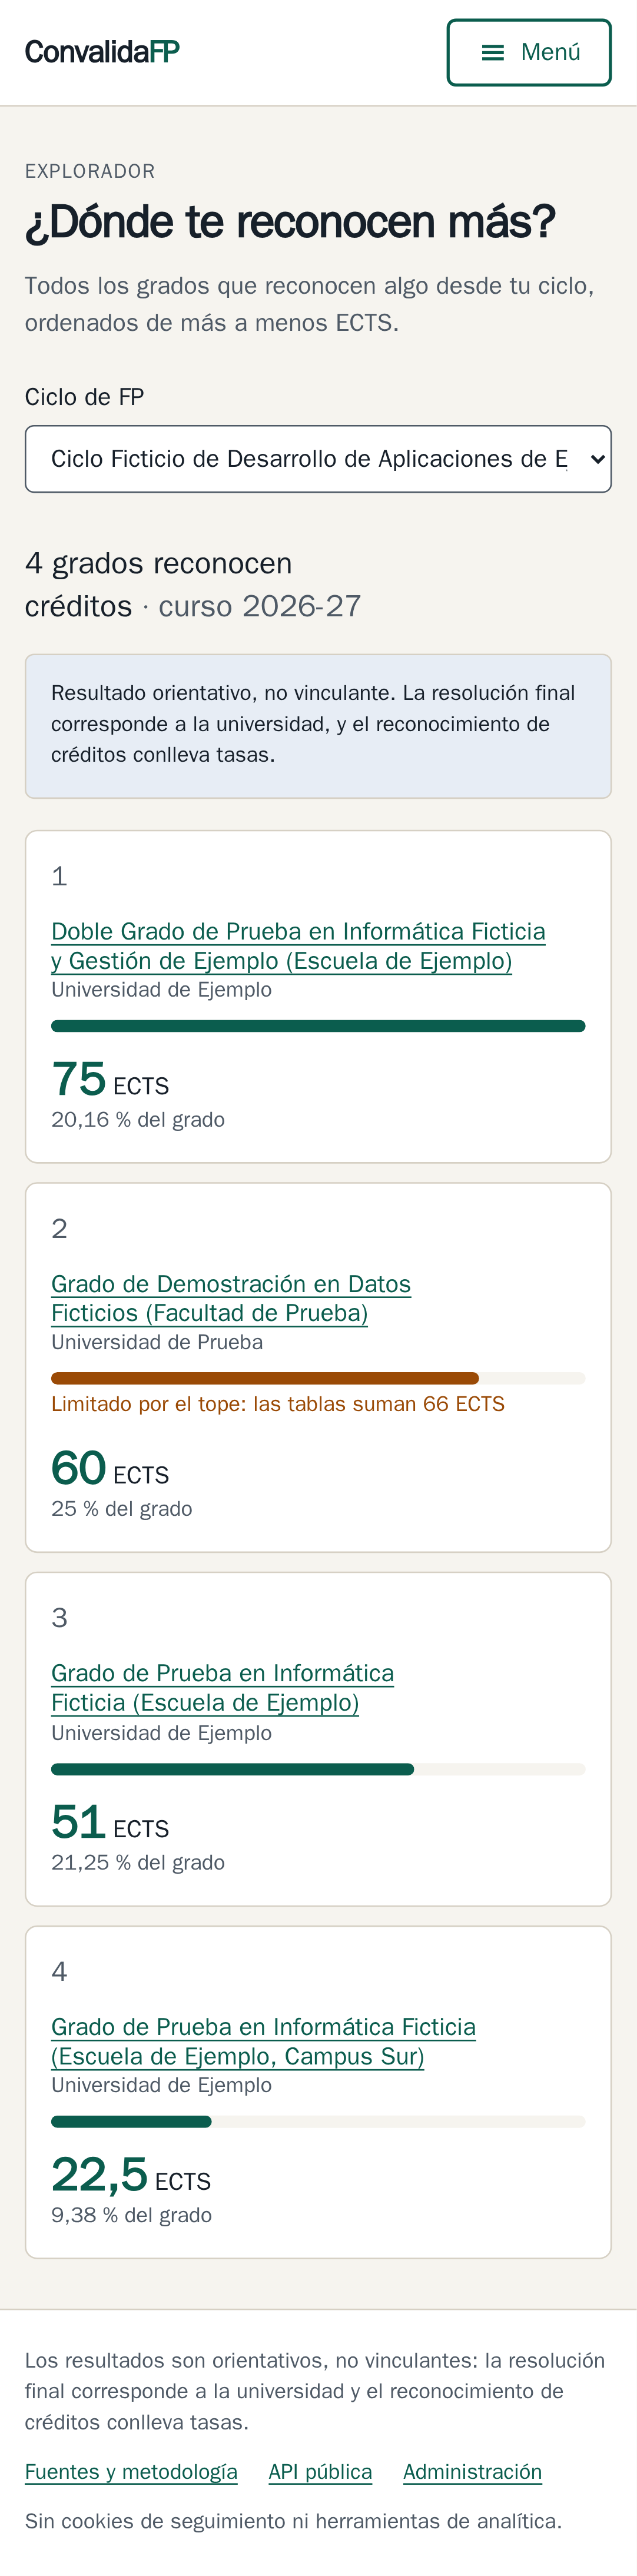 ConvalidaFP
Menú
EXPLORADOR
¿Dónde te reconocen más?
Todos los grados que reconocen algo desde tu ciclo,
ordenados de más a menos ECTS.
Ciclo de FP
Ciclo Ficticio de Desarrollo de Aplicaciones de E
4 grados reconocen
créditos · curso 2026-27
Resultado orientativo, no vinculante. La resolución final
corresponde a la universidad, y el reconocimiento de
créditos conlleva tasas.
1
Doble Grado de Prueba en Informática Ficticia
y Gestión de Ejemplo (Escuela de Ejemplo)
Universidad de Ejemplo
75 ECTS
20,16 % del grado
2
Grado de Demostración en Datos
Ficticios (Facultad de Prueba)
Universidad de Prueba
Limitado por el tope: las tablas suman 66 ECTS
60 ECTS
25 % del grado
3
Grado de Prueba en Informática
Ficticia (Escuela de Ejemplo)
Universidad de Ejemplo
51 ECTS
21,25 % del grado
4
Grado de Prueba en Informática Ficticia
(Escuela de Ejemplo, Campus Sur)
Universidad de Ejemplo
22,5 ECTS
9,38 % del grado
Los resultados son orientativos, no vinculantes: la resolución
final corresponde a la universidad y el reconocimiento de
créditos conlleva tasas.
Fuentes y metodología API pública Administración
Sin cookies de seguimiento ni herramientas de analítica.